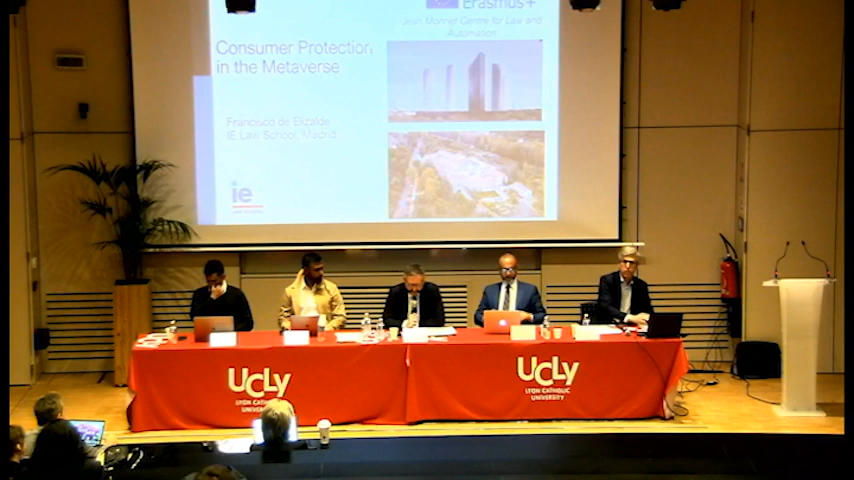 Erasmus+
Jean Monnet Centre for Law and
Automation
Consumer Protection
in the Metaverse
Francisco de Elizalde
IE Law School, Madrid
ie
UCLy
LYON CATHOLIC
UNIVERSITY
UCLy
LYON CATHOLIC
UNIVERSITY